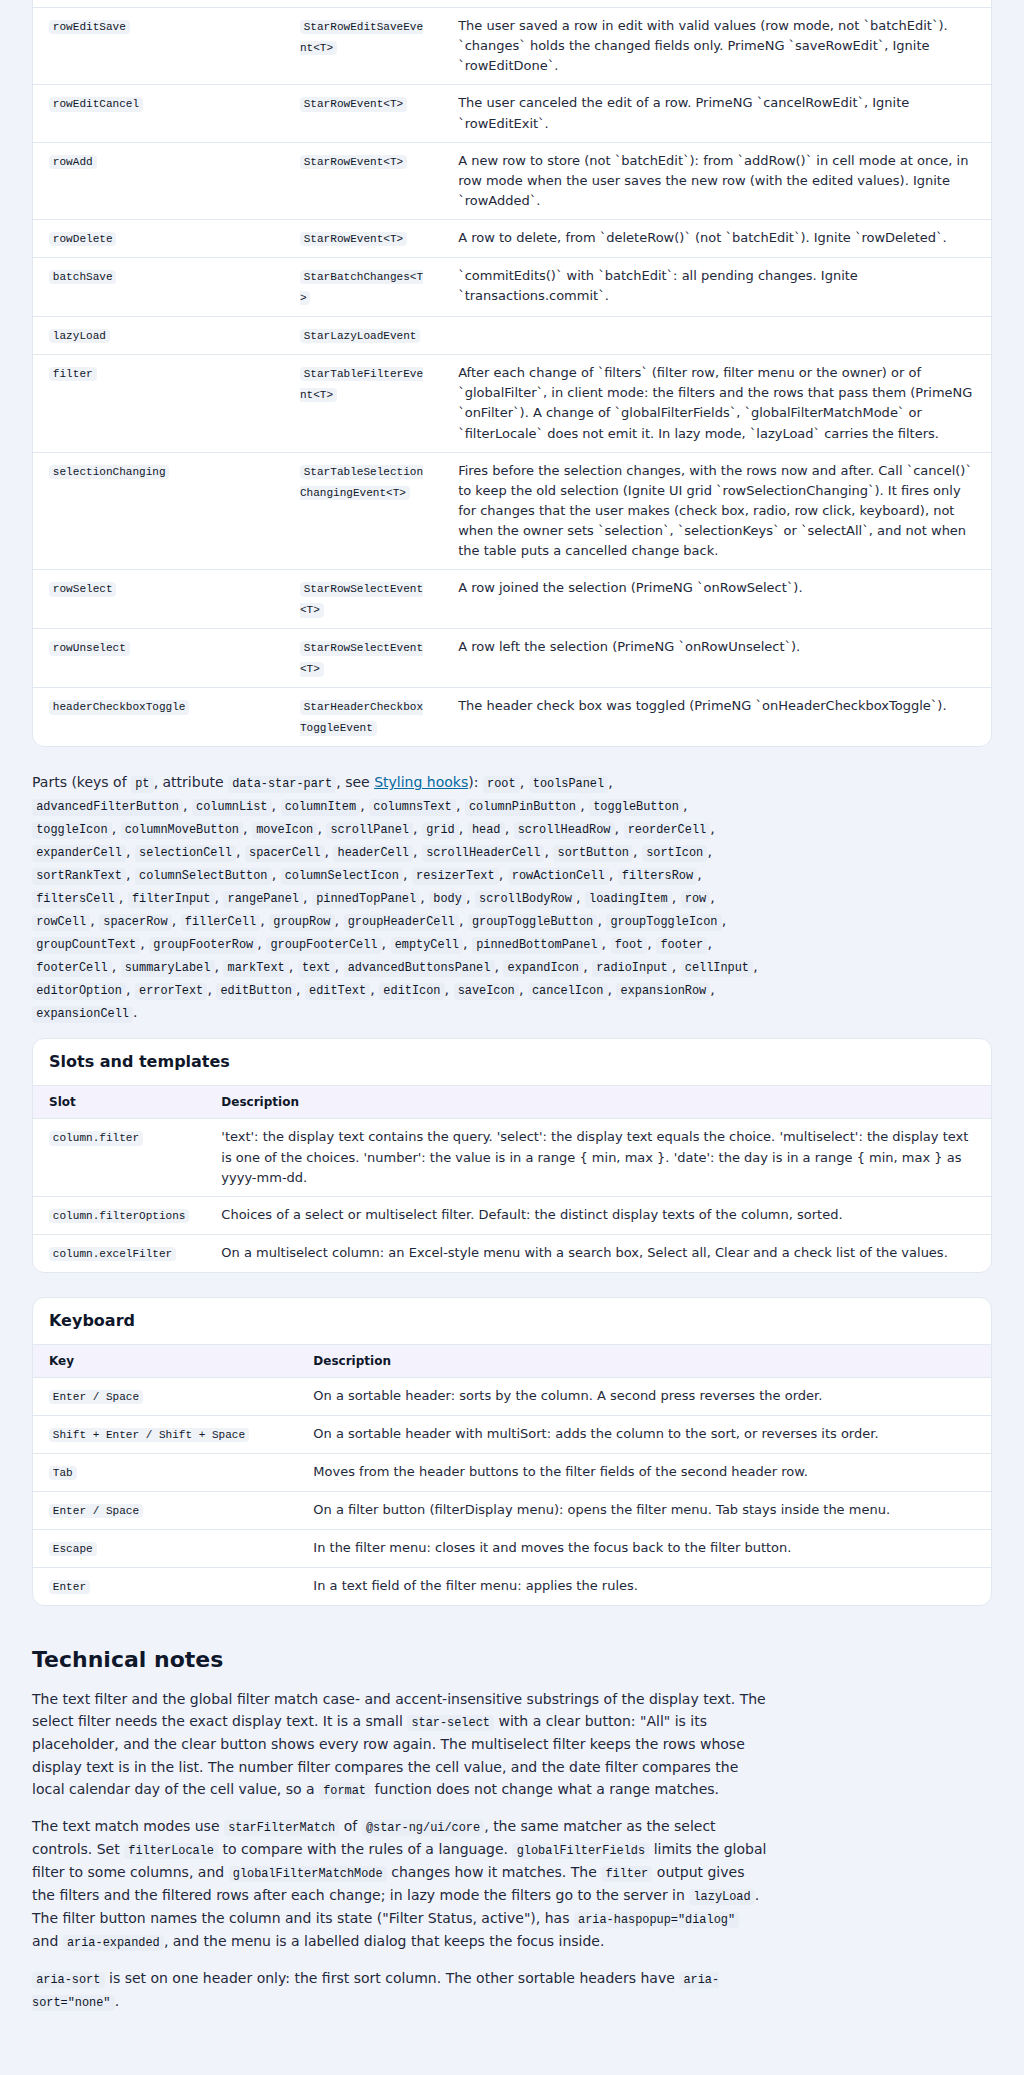 rowEditSave StarRowEditSaveEve The user saved a row in edit with valid values (row mode, not `batchEdit`).
nt<T> `changes` holds the changed fields only. PrimeNG `saveRowEdit`, Ignite
`rowEditDone`.
rowEditCancel StarRowEvent<T> The user canceled the edit of a row. PrimeNG `cancelRowEdit`, Ignite
`rowEditExit`.
rowAdd StarRowEvent<T> A new row to store (not `batchEdit`): from `addRow()` in cell mode at once, in
row mode when the user saves the new row (with the edited values). Ignite
`rowAdded`.
rowDelete StarRowEvent<T> A row to delete, from `deleteRow()` (not `batchEdit`). Ignite `rowDeleted`.
batchSave StarBatchChanges<T `commitEdits()` with `batchEdit`: all pending changes. Ignite
> `transactions.commit`.
lazyLoad StarLazyLoadEvent
filter StarTableFilterEve After each change of `filters` (filter row, filter menu or the owner) or of
nt<T> `globalFilter`, in client mode: the filters and the rows that pass them (PrimeNG
`onFilter`). A change of `globalFilterFields`, `globalFilterMatchMode` or
`filterLocale` does not emit it. In lazy mode, `lazyLoad` carries the filters.
selectionChanging StarTableSelection Fires before the selection changes, with the rows now and after. Call `cancel()`
ChangingEvent<T> to keep the old selection (Ignite UI grid `rowSelectionChanging`). It fires only
for changes that the user makes (check box, radio, row click, keyboard), not
when the owner sets `selection`, `selectionKeys` or `selectAll`, and not when
the table puts a cancelled change back.
rowSelect StarRowSelectEvent A row joined the selection (PrimeNG `onRowSelect`).
<T>
rowUnselect StarRowSelectEvent A row left the selection (PrimeNG `onRowUnselect`).
<T>
headerCheckboxToggle StarHeaderCheckbox The header check box was toggled (PrimeNG `onHeaderCheckboxToggle`).
ToggleEvent
Parts (keys of pt, attribute data-star-part, see Styling hooks): root, toolsPanel,
advancedFilterButton, columnList, columnItem, columnsText, columnPinButton, toggleButton,
toggleIcon, columnMoveButton, moveIcon, scrollPanel, grid, head, scrollHeadRow, reorderCell,
expanderCell, selectionCell, spacerCell, headerCell, scrollHeaderCell, sortButton, sortIcon,
sortRankText, columnSelectButton, columnSelectIcon, resizerText, rowActionCell, filtersRow,
filtersCell, filterInput, rangePanel, pinnedTopPanel, body, scrollBodyRow, loadingItem, row,
rowCell, spacerRow, fillerCell, groupRow, groupHeaderCell, groupToggleButton, groupToggleIcon,
groupCountText, groupFooterRow, groupFooterCell, emptyCell, pinnedBottomPanel, foot, footer,
footerCell, summaryLabel, markText, text, advancedButtonsPanel, expandIcon, radioInput, cellInput,
editorOption, errorText, editButton, editText, editIcon, saveIcon, cancelIcon, expansionRow,
expansionCell.
Slots and templates
Slot Description
column.filter 'text': the display text contains the query. 'select': the display text equals the choice. 'multiselect': the display text
is one of the choices. 'number': the value is in a range { min, max }. 'date': the day is in a range { min, max } as
yyyy-mm-dd.
column.filterOptions Choices of a select or multiselect filter. Default: the distinct display texts of the column, sorted.
column.excelFilter On a multiselect column: an Excel-style menu with a search box, Select all, Clear and a check list of the values.
Keyboard
Key Description
Enter / Space On a sortable header: sorts by the column. A second press reverses the order.
Shift + Enter / Shift + Space On a sortable header with multiSort: adds the column to the sort, or reverses its order.
Tab Moves from the header buttons to the filter fields of the second header row.
Enter / Space On a filter button (filterDisplay menu): opens the filter menu. Tab stays inside the menu.
Escape In the filter menu: closes it and moves the focus back to the filter button.
Enter In a text field of the filter menu: applies the rules.
Technical notes
The text filter and the global filter match case- and accent-insensitive substrings of the display text. The
select filter needs the exact display text. It is a small star-select with a clear button: "All" is its
placeholder, and the clear button shows every row again. The multiselect filter keeps the rows whose
display text is in the list. The number filter compares the cell value, and the date filter compares the
local calendar day of the cell value, so a format function does not change what a range matches.
The text match modes use starFilterMatch of @star-ng/ui/core, the same matcher as the select
controls. Set filterLocale to compare with the rules of a language. globalFilterFields limits the global
filter to some columns, and globalFilterMatchMode changes how it matches. The filter output gives
the filters and the filtered rows after each change; in lazy mode the filters go to the server in lazyLoad.
The filter button names the column and its state ("Filter Status, active"), has aria-haspopup="dialog"
and aria-expanded, and the menu is a labelled dialog that keeps the focus inside.
aria-sort is set on one header only: the first sort column. The other sortable headers have aria-
sort="none".